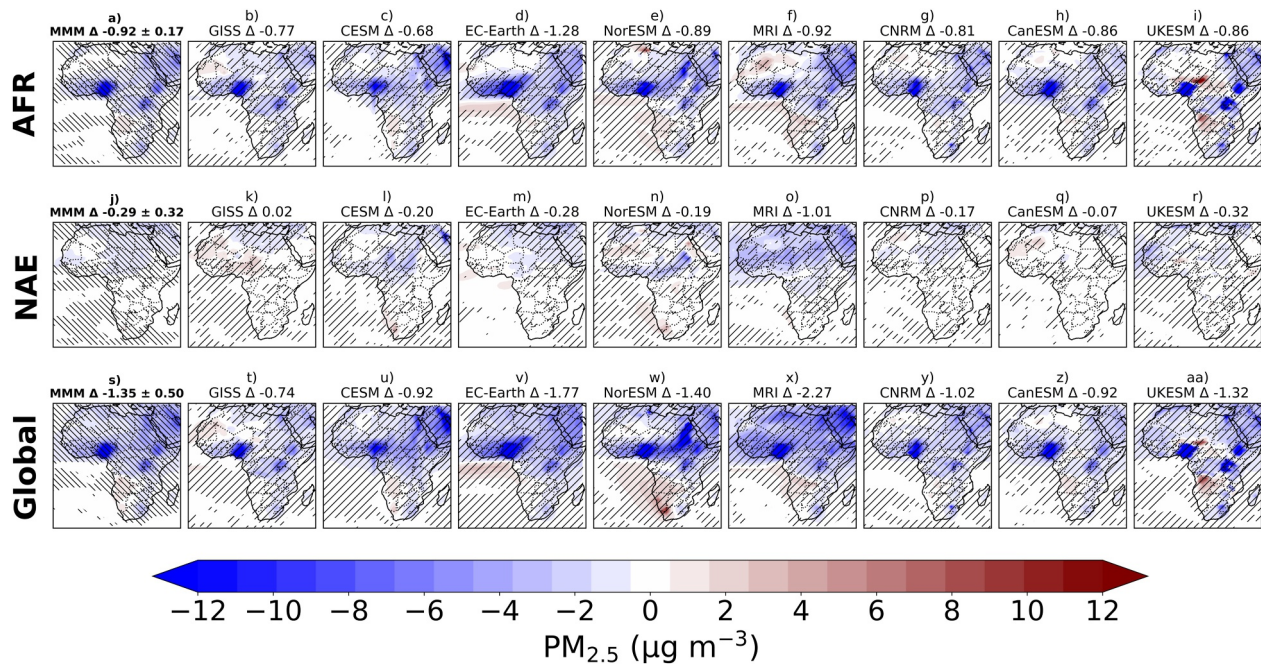 a) b) c) d) e) f) g) h) i)
MMM Δ -0.92 ± 0.17 GISS Δ -0.77 CESM Δ -0.68 EC-Earth Δ -1.28 NorESM Δ -0.89 MRI Δ -0.92 CNRM Δ -0.81 CanESM Δ -0.86 UKESM Δ -0.86
AFR
j) k) l) m) n) o) p) q) r)
MMM Δ -0.29 ± 0.32 GISS Δ 0.02 CESM Δ -0.20 EC-Earth Δ -0.28 NorESM Δ -0.19 MRI Δ -1.01 CNRM Δ -0.17 CanESM Δ -0.07 UKESM Δ -0.32
NAE
s) t) u) v) w) x) y) z) aa)
MMM Δ -1.35 ± 0.50 GISS Δ -0.74 CESM Δ -0.92 EC-Earth Δ -1.77 NorESM Δ -1.40 MRI Δ -2.27 CNRM Δ -1.02 CanESM Δ -0.92 UKESM Δ -1.32
Global
−12 −10 −8 −6 −4 −2 0 2 4 6 8 10 12
PM₂.₅ (μg m⁻³)